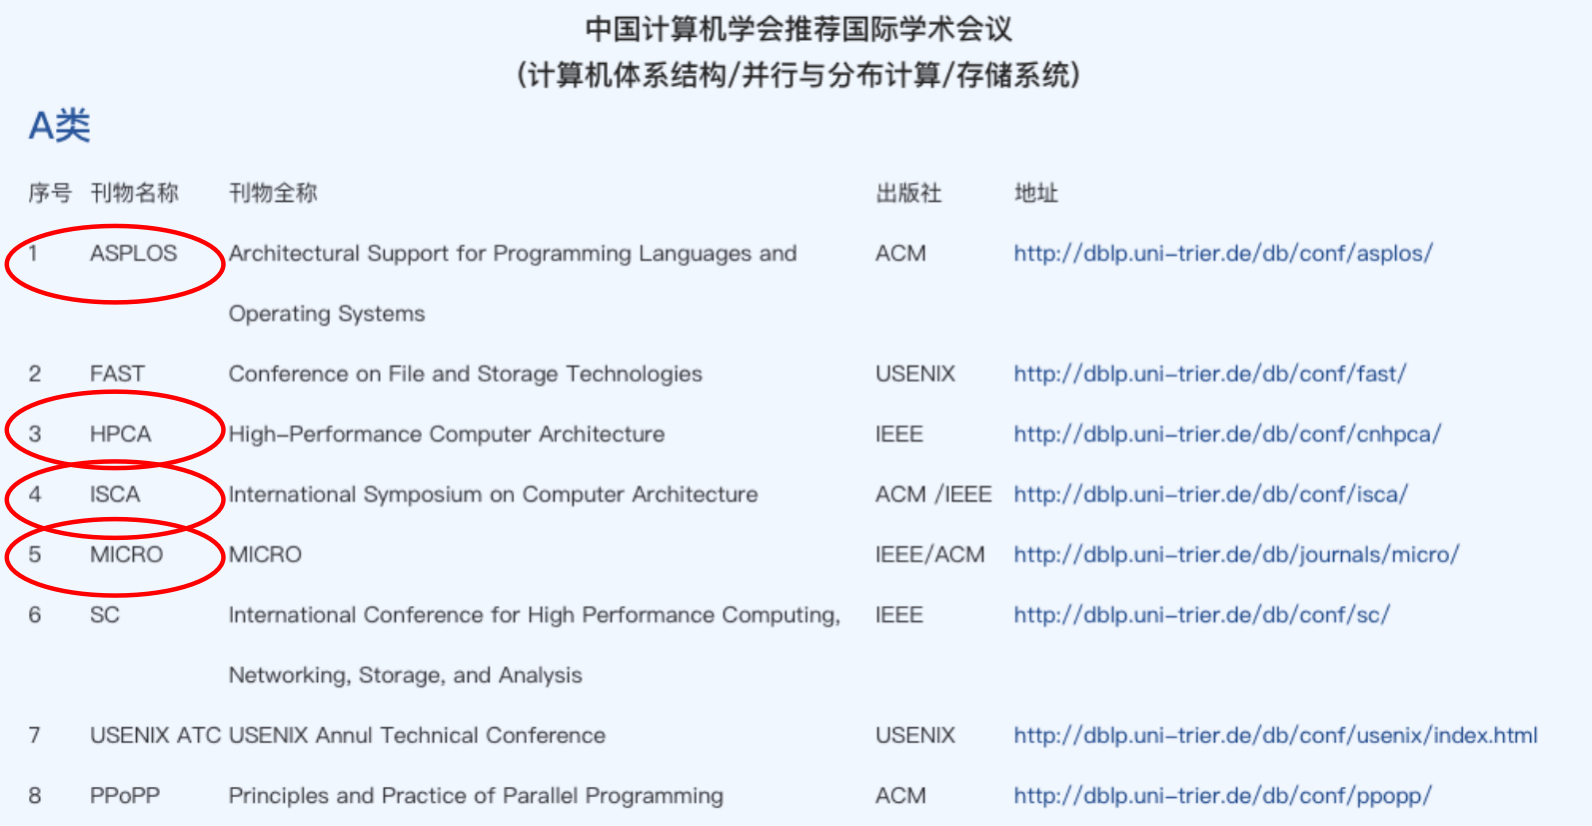 中国计算机学会推荐国际学术会议
(计算机体系结构/并行与分布计算/存储系统)
A类
序号 刊物名称 刊物全称 出版社 地址
1 ASPLOS Architectural Support for Programming Languages and ACM http://dblp.uni-trier.de/db/conf/asplos/
Operating Systems
2 FAST Conference on File and Storage Technologies USENIX http://dblp.uni-trier.de/db/conf/fast/
3 HPCA High-Performance Computer Architecture IEEE http://dblp.uni-trier.de/db/conf/cnhpca/
4 ISCA International Symposium on Computer Architecture ACM /IEEE http://dblp.uni-trier.de/db/conf/isca/
5 MICRO MICRO IEEE/ACM http://dblp.uni-trier.de/db/journals/micro/
6 SC International Conference for High Performance Computing, IEEE http://dblp.uni-trier.de/db/conf/sc/
Networking, Storage, and Analysis
7 USENIX ATC USENIX Annul Technical Conference USENIX http://dblp.uni-trier.de/db/conf/usenix/index.html
8 PPoPP Principles and Practice of Parallel Programming ACM http://dblp.uni-trier.de/db/conf/ppopp/